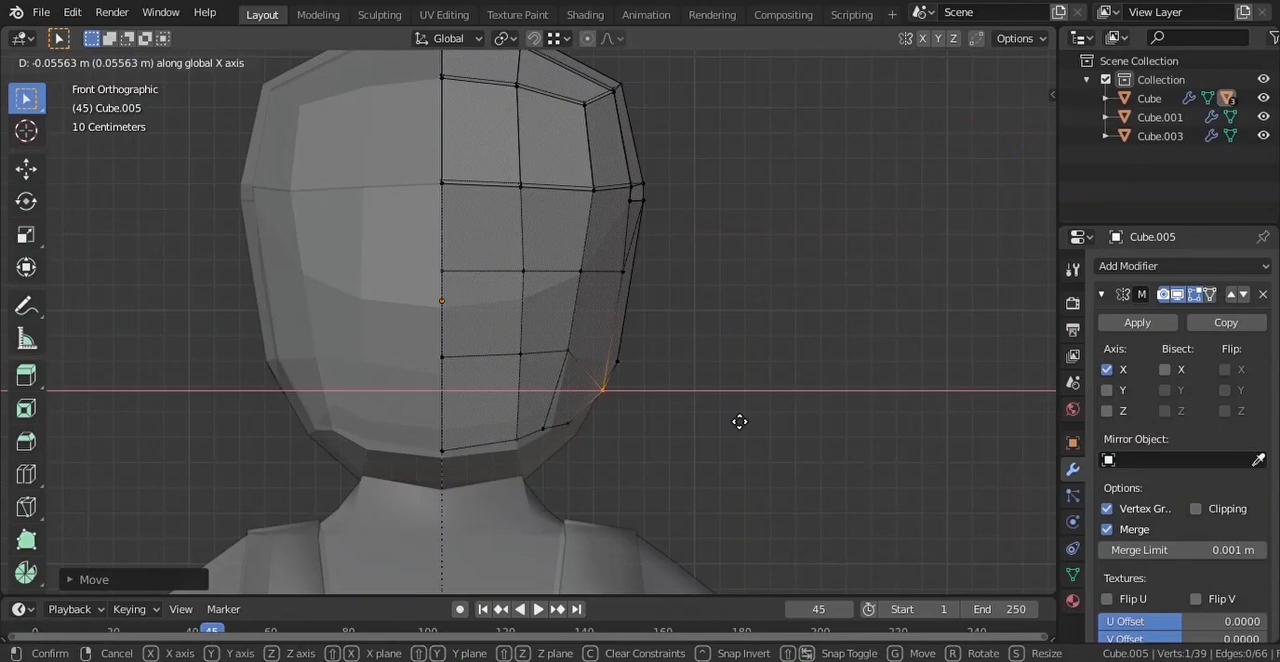 File Edit Render Window Help Layout Modeling Sculpting UV Editing Texture Paint Shading Animation Rendering Compositing Scripting + Scene View Layer
Global X Y Z Options
D: -0.05563 m (0.05563 m) along global X axis
Front Orthographic
(45) Cube.005
10 Centimeters
Move
Scene Collection
Collection
Cube 3
Cube.001
Cube.003
Cube.005
Add Modifier
M
Apply Copy
Axis: Bisect: Flip:
X X X
Y Y Y
Z Z Z
Mirror Object:
Options:
Vertex Gr.. Clipping
Merge
Merge Limit 0.001 m
Textures:
Flip U Flip V
U Offset 0.0000
V Offset 0.0000
Playback Keying View Marker 45 Start 1 End 250
0 20 45 60 80 100 120 140 160 180 200 220 240
Confirm Cancel X X axis Y Y axis Z Z axis X X plane Y Y plane Z Z plane C Clear Constraints Snap Invert Snap Toggle G Move R Rotate S Resize Cube.005 | Verts:1/39 | Edges:0/66